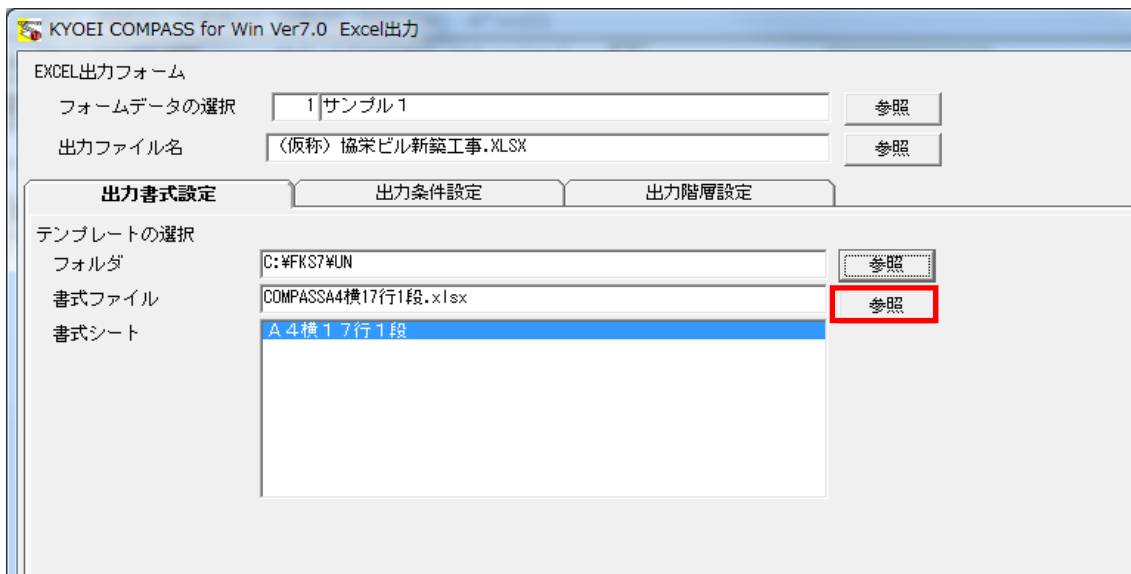 KYOEI COMPASS for Win Ver7.0 Excel出力
EXCEL出力フォーム
フォームデータの選択 1 サンプル1 参照
出力ファイル名 (仮称) 協栄ビル新築工事.XLSX 参照
出力書式設定 出力条件設定 出力階層設定
テンプレートの選択
フォルダ C:¥FKS7¥UN 参照
書式ファイル COMPASSA4横17行1段.xlsx 参照
書式シート A4横17行1段